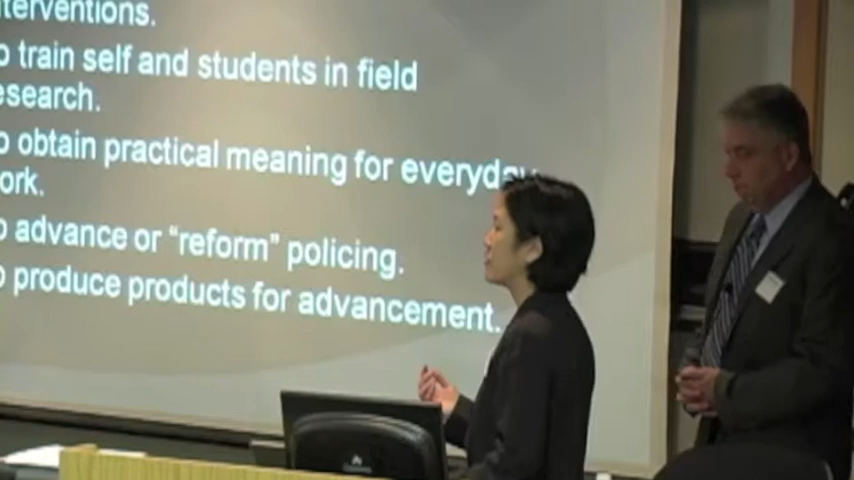 terventions.
o train self and students in field
esearch.
o obtain practical meaning for everyday
ork.
o advance or “reform” policing.
o produce products for advancement.